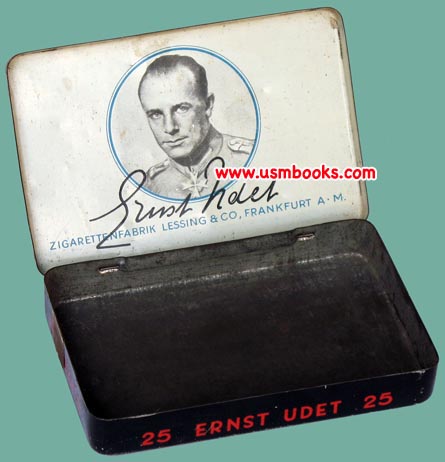 www.usmbooks.com
Ernst Udet
ZIGARETTENFABRIK LESSING & CO, FRANKFURT A·M.
25 ERNST UDET 25